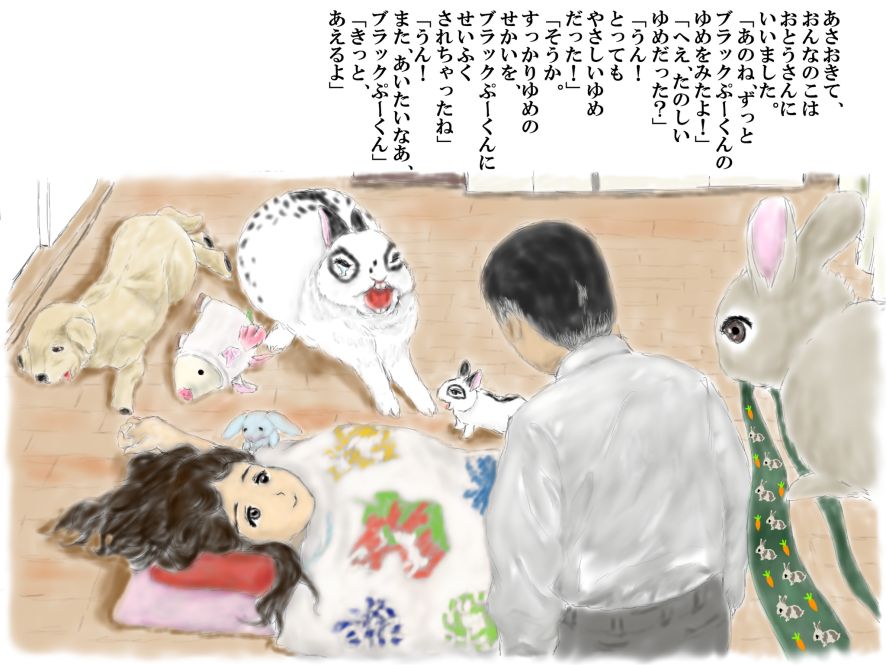 あさおきて、
おんなのこは
おとうさんに
いいました。
「あのね、ずっと
ブラックぷーくんの
ゆめをみたよ！」
「へえ、たのしい
ゆめだった？」
「うん！
とっても
やさしいゆめ
だった！」
「そうか。
すっかりゆめの
せかいを、
ブラックぷーくんに
せいふく
されちゃったね」
「うん！
また、あいたいなあ、
ブラックぷーくん」
「きっと、
あえるよ」